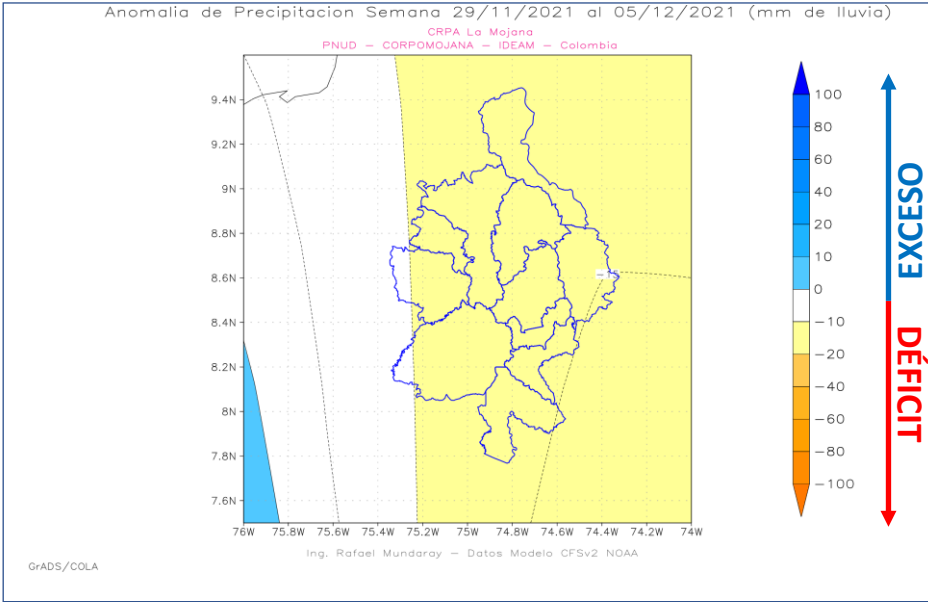 Anomalia de Precipitacion Semana 29/11/2021 al 05/12/2021 (mm de lluvia)
CRPA La Mojana
PNUD - CORPOMOJANA - IDEAM - Colombia
9.4N
9.2N
9N
8.8N
8.6N
8.4N
8.2N
8N
7.8N
7.6N
76W 75.8W 75.6W 75.4W 75.2W 75W 74.8W 74.6W 74.4W 74.2W 74W
-15
100
80
60
40
20
10
0
-10
-20
-40
-60
-80
-100
EXCESO
DÉFICIT
Ing. Rafael Mundaray - Datos Modelo CFSv2 NOAA
GrADS/COLA